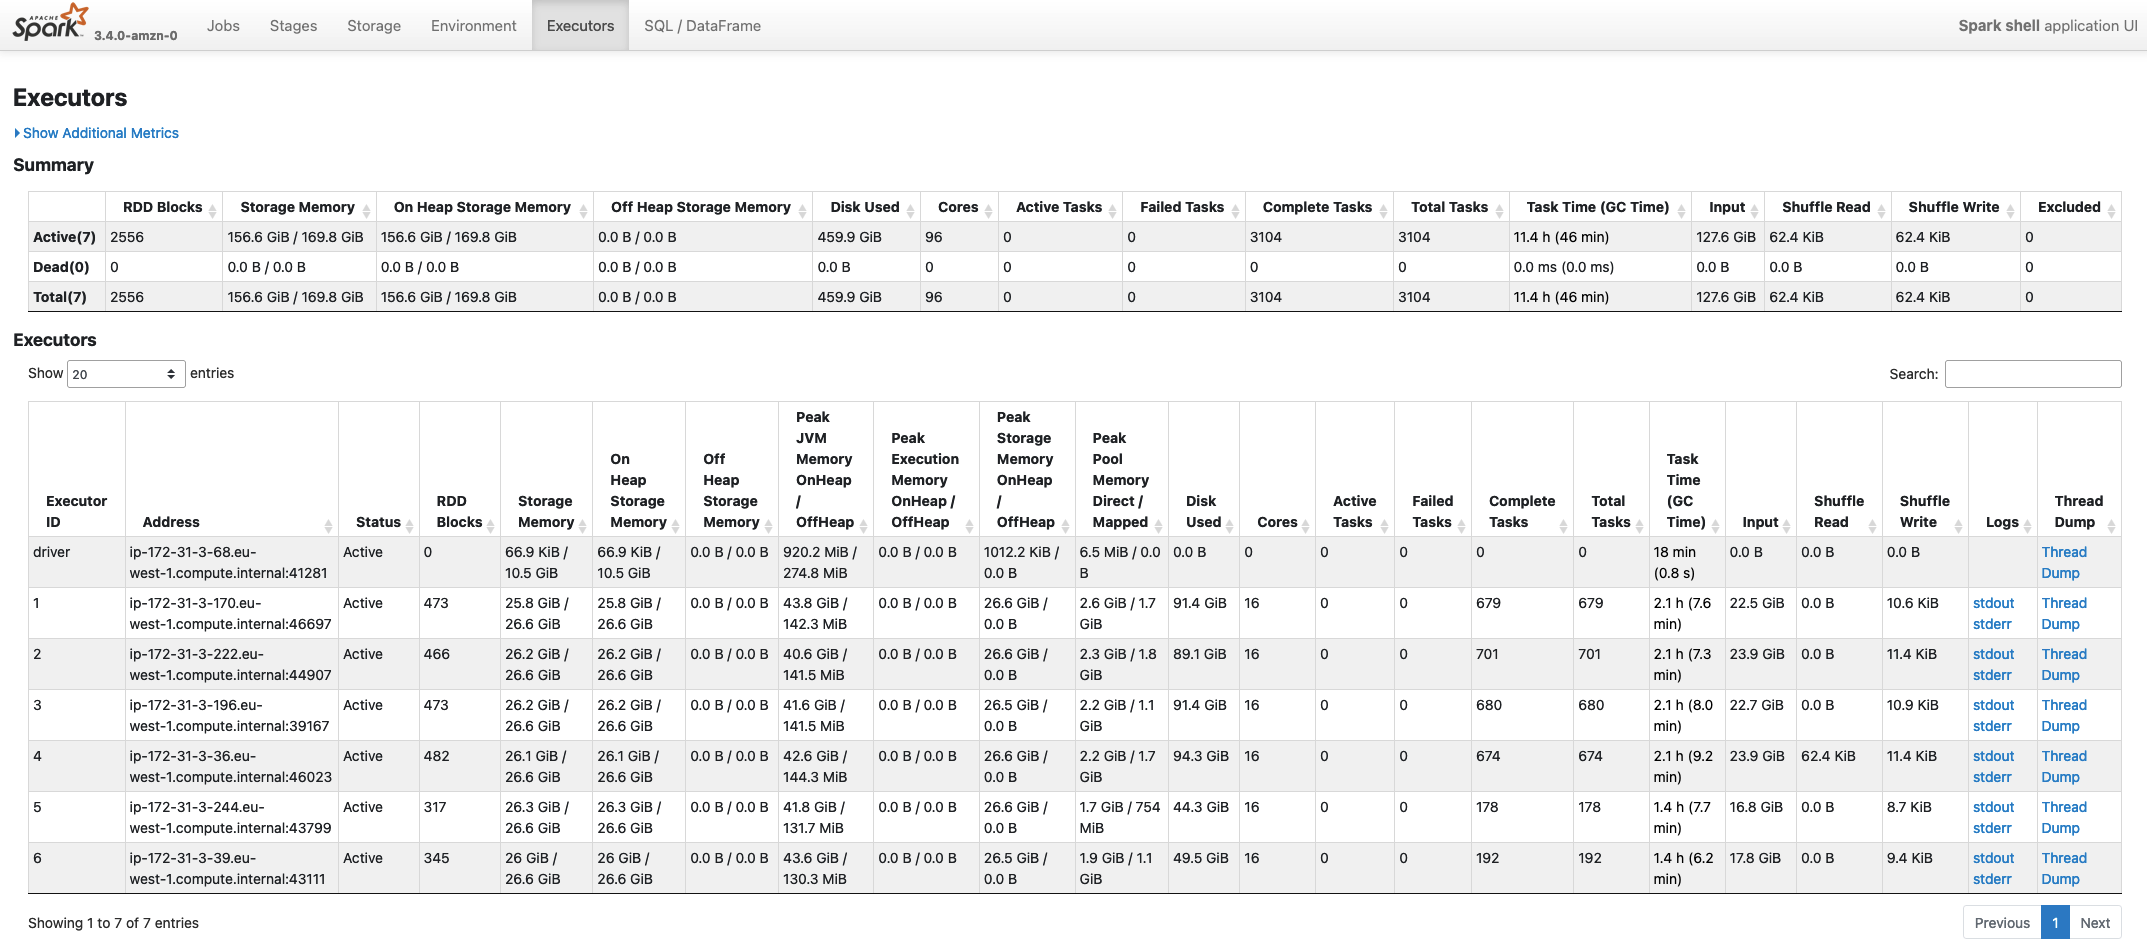 APACHE
Spark 3.4.0-amzn-0 Jobs Stages Storage Environment Executors SQL / DataFrame Spark shell application UI
Executors
Show Additional Metrics
Summary
RDD Blocks Storage Memory On Heap Storage Memory Off Heap Storage Memory Disk Used Cores Active Tasks Failed Tasks Complete Tasks Total Tasks Task Time (GC Time) Input Shuffle Read Shuffle Write Excluded
Active(7) 2556 156.6 GiB / 169.8 GiB 156.6 GiB / 169.8 GiB 0.0 B / 0.0 B 459.9 GiB 96 0 0 3104 3104 11.4 h (46 min) 127.6 GiB 62.4 KiB 62.4 KiB 0
Dead(0) 0 0.0 B / 0.0 B 0.0 B / 0.0 B 0.0 B / 0.0 B 0.0 B 0 0 0 0 0 0.0 ms (0.0 ms) 0.0 B 0.0 B 0.0 B 0
Total(7) 2556 156.6 GiB / 169.8 GiB 156.6 GiB / 169.8 GiB 0.0 B / 0.0 B 459.9 GiB 96 0 0 3104 3104 11.4 h (46 min) 127.6 GiB 62.4 KiB 62.4 KiB 0
Executors
Show 20 entries Search:
Peak Peak
JVM Peak Storage Peak
On Off Memory Execution Memory Pool Task
Heap Heap OnHeap Memory OnHeap Memory Time
Executor RDD Storage Storage Storage / OnHeap / / Direct / Disk Active Failed Complete Total (GC Shuffle Shuffle Thread
ID Address Status Blocks Memory Memory Memory OffHeap OffHeap OffHeap Mapped Used Cores Tasks Tasks Tasks Tasks Time) Input Read Write Logs Dump
driver ip-172-31-3-68.eu- Active 0 66.9 KiB / 66.9 KiB / 0.0 B / 0.0 B 920.2 MiB / 0.0 B / 0.0 B 1012.2 KiB / 6.5 MiB / 0.0 0.0 B 0 0 0 0 0 18 min 0.0 B 0.0 B 0.0 B Thread
west-1.compute.internal:41281 10.5 GiB 10.5 GiB 274.8 MiB 0.0 B B (0.8 s) Dump
1 ip-172-31-3-170.eu- Active 473 25.8 GiB / 25.8 GiB / 0.0 B / 0.0 B 43.8 GiB / 0.0 B / 0.0 B 26.6 GiB / 2.6 GiB / 1.7 91.4 GiB 16 0 0 679 679 2.1 h (7.6 22.5 GiB 0.0 B 10.6 KiB stdout Thread
west-1.compute.internal:46697 26.6 GiB 26.6 GiB 142.3 MiB 0.0 B GiB min) stderr Dump
2 ip-172-31-3-222.eu- Active 466 26.2 GiB / 26.2 GiB / 0.0 B / 0.0 B 40.6 GiB / 0.0 B / 0.0 B 26.6 GiB / 2.3 GiB / 1.8 89.1 GiB 16 0 0 701 701 2.1 h (7.3 23.9 GiB 0.0 B 11.4 KiB stdout Thread
west-1.compute.internal:44907 26.6 GiB 26.6 GiB 141.5 MiB 0.0 B GiB min) stderr Dump
3 ip-172-31-3-196.eu- Active 473 26.2 GiB / 26.2 GiB / 0.0 B / 0.0 B 41.6 GiB / 0.0 B / 0.0 B 26.5 GiB / 2.2 GiB / 1.1 91.4 GiB 16 0 0 680 680 2.1 h (8.0 22.7 GiB 0.0 B 10.9 KiB stdout Thread
west-1.compute.internal:39167 26.6 GiB 26.6 GiB 141.5 MiB 0.0 B GiB min) stderr Dump
4 ip-172-31-3-36.eu- Active 482 26.1 GiB / 26.1 GiB / 0.0 B / 0.0 B 42.6 GiB / 0.0 B / 0.0 B 26.6 GiB / 2.2 GiB / 1.7 94.3 GiB 16 0 0 674 674 2.1 h (9.2 23.9 GiB 62.4 KiB 11.4 KiB stdout Thread
west-1.compute.internal:46023 26.6 GiB 26.6 GiB 144.3 MiB 0.0 B GiB min) stderr Dump
5 ip-172-31-3-244.eu- Active 317 26.3 GiB / 26.3 GiB / 0.0 B / 0.0 B 41.8 GiB / 0.0 B / 0.0 B 26.6 GiB / 1.7 GiB / 754 44.3 GiB 16 0 0 178 178 1.4 h (7.7 16.8 GiB 0.0 B 8.7 KiB stdout Thread
west-1.compute.internal:43799 26.6 GiB 26.6 GiB 131.7 MiB 0.0 B MiB min) stderr Dump
6 ip-172-31-3-39.eu- Active 345 26 GiB / 26 GiB / 0.0 B / 0.0 B 43.6 GiB / 0.0 B / 0.0 B 26.5 GiB / 1.9 GiB / 1.1 49.5 GiB 16 0 0 192 192 1.4 h (6.2 17.8 GiB 0.0 B 9.4 KiB stdout Thread
west-1.compute.internal:43111 26.6 GiB 26.6 GiB 130.3 MiB 0.0 B GiB min) stderr Dump
Showing 1 to 7 of 7 entries Previous 1 Next